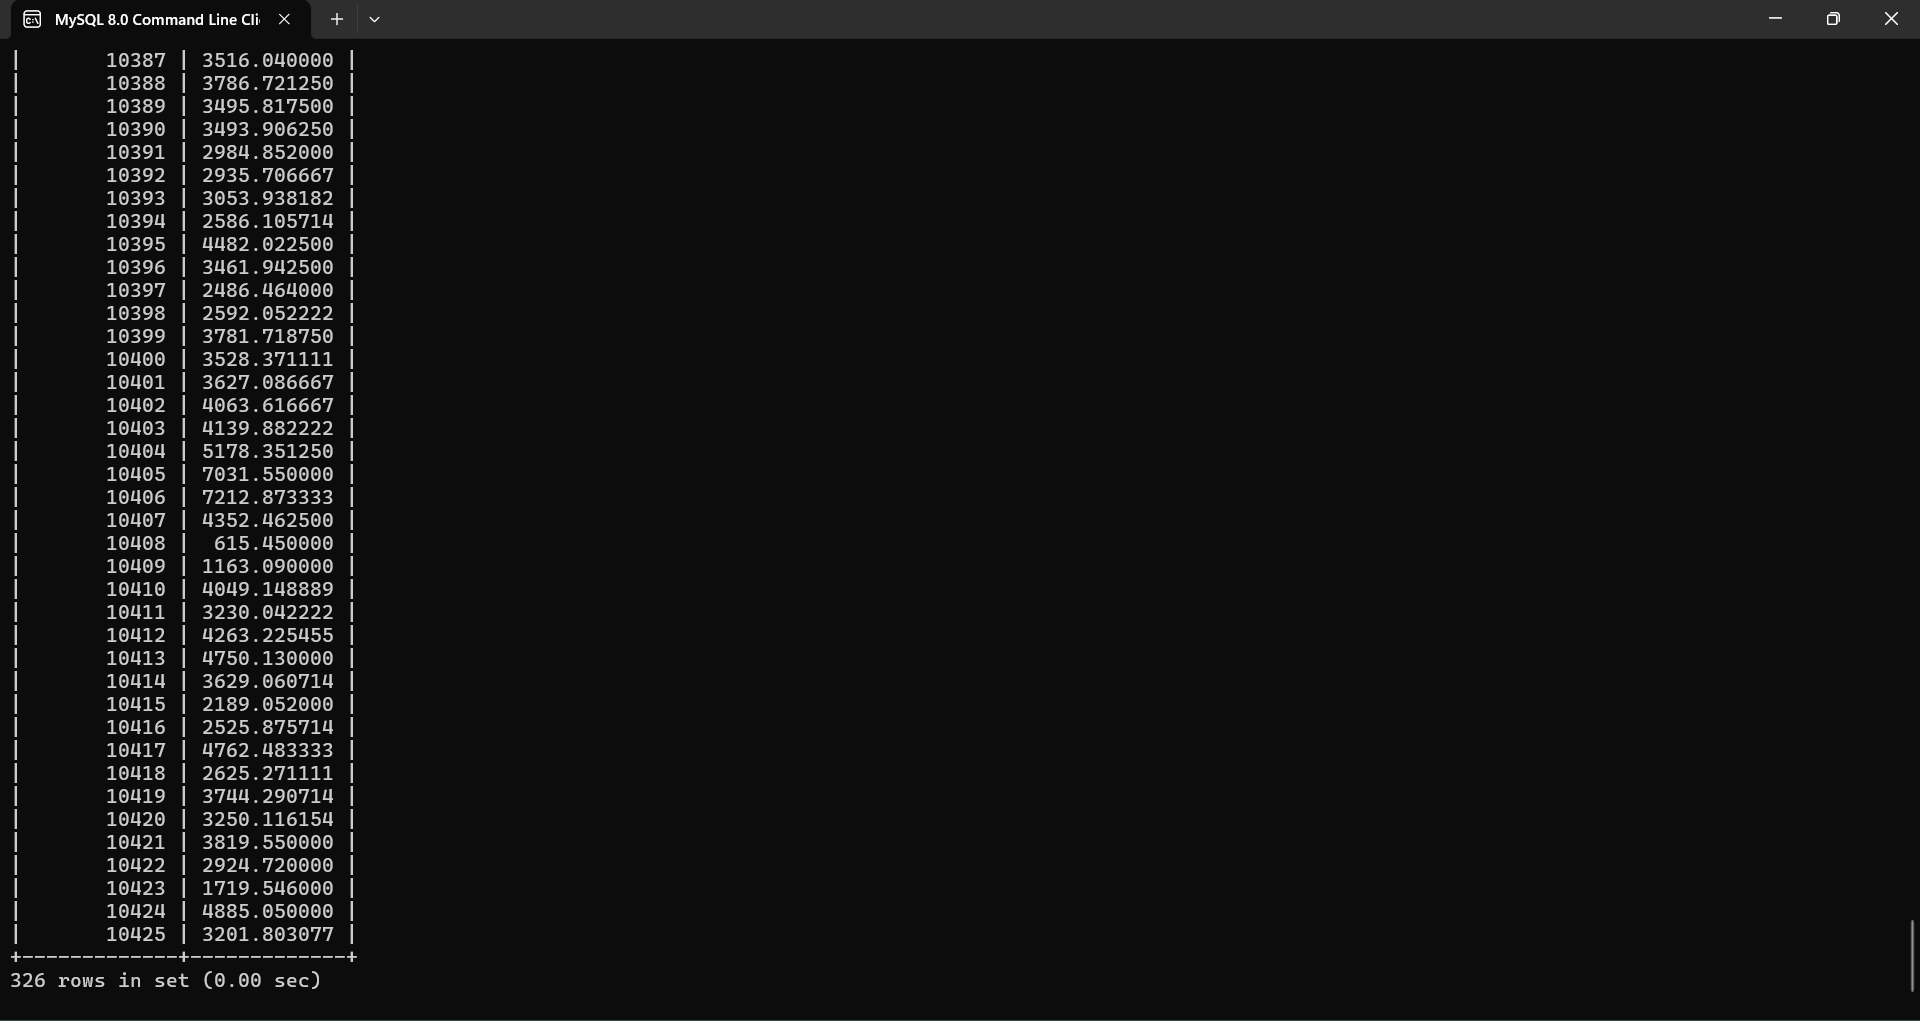 MySQL 8.0 Command Line Cli
|       10387 | 3516.040000 |
|       10388 | 3786.721250 |
|       10389 | 3495.817500 |
|       10390 | 3493.906250 |
|       10391 | 2984.852000 |
|       10392 | 2935.706667 |
|       10393 | 3053.938182 |
|       10394 | 2586.105714 |
|       10395 | 4482.022500 |
|       10396 | 3461.942500 |
|       10397 | 2486.464000 |
|       10398 | 2592.052222 |
|       10399 | 3781.718750 |
|       10400 | 3528.371111 |
|       10401 | 3627.086667 |
|       10402 | 4063.616667 |
|       10403 | 4139.882222 |
|       10404 | 5178.351250 |
|       10405 | 7031.550000 |
|       10406 | 7212.873333 |
|       10407 | 4352.462500 |
|       10408 |  615.450000 |
|       10409 | 1163.090000 |
|       10410 | 4049.148889 |
|       10411 | 3230.042222 |
|       10412 | 4263.225455 |
|       10413 | 4750.130000 |
|       10414 | 3629.060714 |
|       10415 | 2189.052000 |
|       10416 | 2525.875714 |
|       10417 | 4762.483333 |
|       10418 | 2625.271111 |
|       10419 | 3744.290714 |
|       10420 | 3250.116154 |
|       10421 | 3819.550000 |
|       10422 | 2924.720000 |
|       10423 | 1719.546000 |
|       10424 | 4885.050000 |
|       10425 | 3201.803077 |
+-------------+-------------+
326 rows in set (0.00 sec)